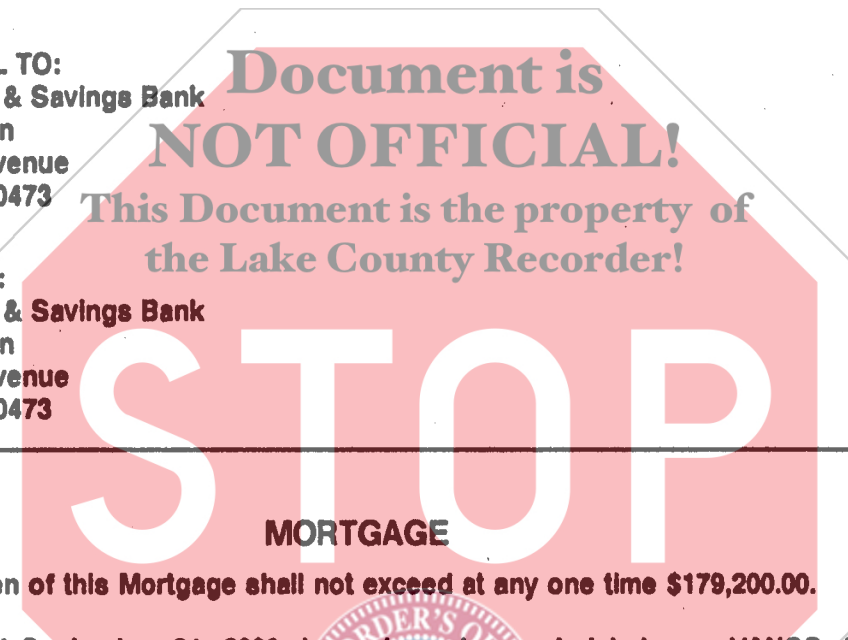 Document is
NOT OFFICIAL!
This Document is the property of
the Lake County Recorder!
TO:
& Savings Bank
venue
0473
& Savings Bank
venue
0473
STOP
MORTGAGE
of this Mortgage shall not exceed at any one time $179,200.00.